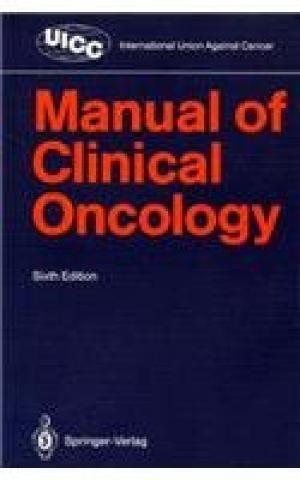 UICC
International Union Against Cancer
Manual of
Clinical
Oncology
Sixth Edition
Springer-Verlag